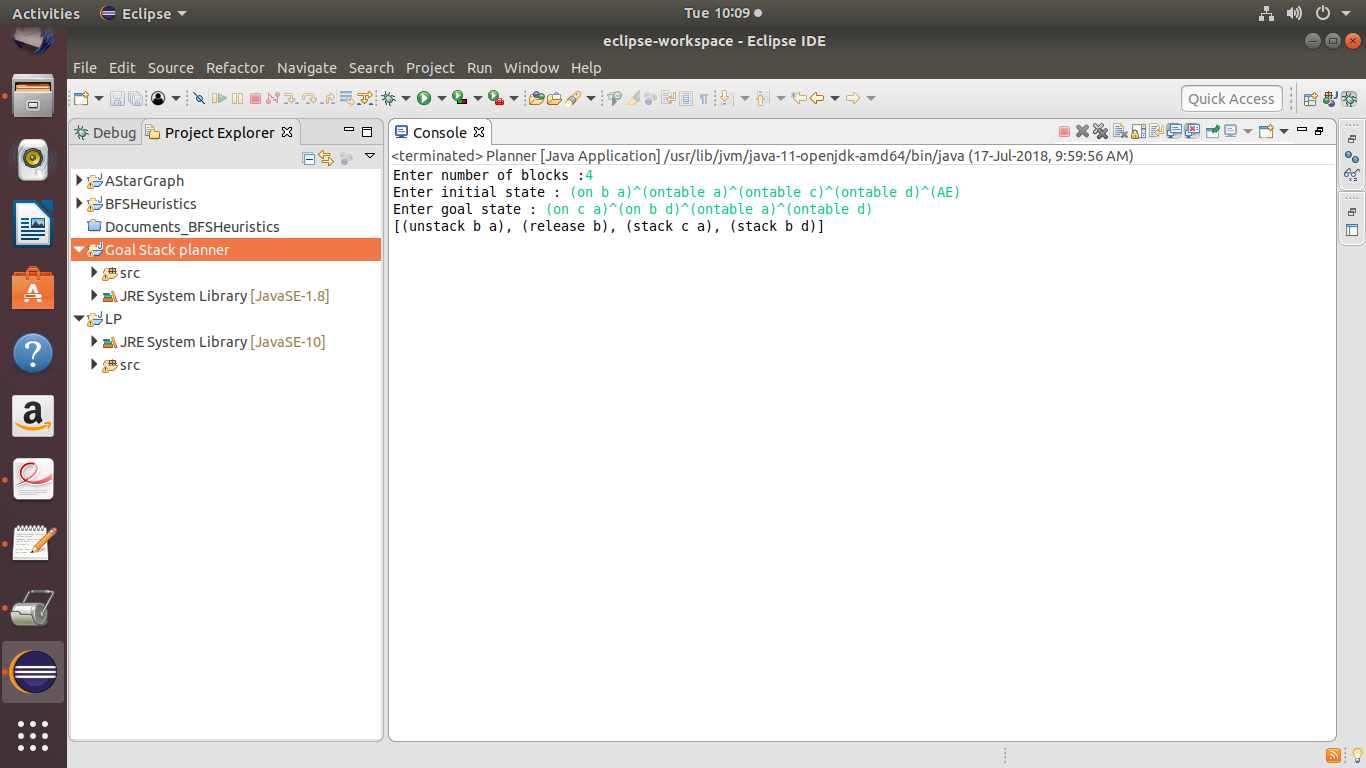 Activities Eclipse Tue 10:09
eclipse-workspace - Eclipse IDE
File Edit Source Refactor Navigate Search Project Run Window Help
Quick Access
Debug Project Explorer
AStarGraph
BFSHeuristics
Documents_BFSHeuristics
Goal Stack planner
src
JRE System Library [JavaSE-1.8]
LP
JRE System Library [JavaSE-10]
src
Console
<terminated> Planner [Java Application] /usr/lib/jvm/java-11-openjdk-amd64/bin/java (17-Jul-2018, 9:59:56 AM)
Enter number of blocks :4
Enter initial state : (on b a)^(ontable a)^(ontable c)^(ontable d)^(AE)
Enter goal state : (on c a)^(on b d)^(ontable a)^(ontable d)
[(unstack b a), (release b), (stack c a), (stack b d)]